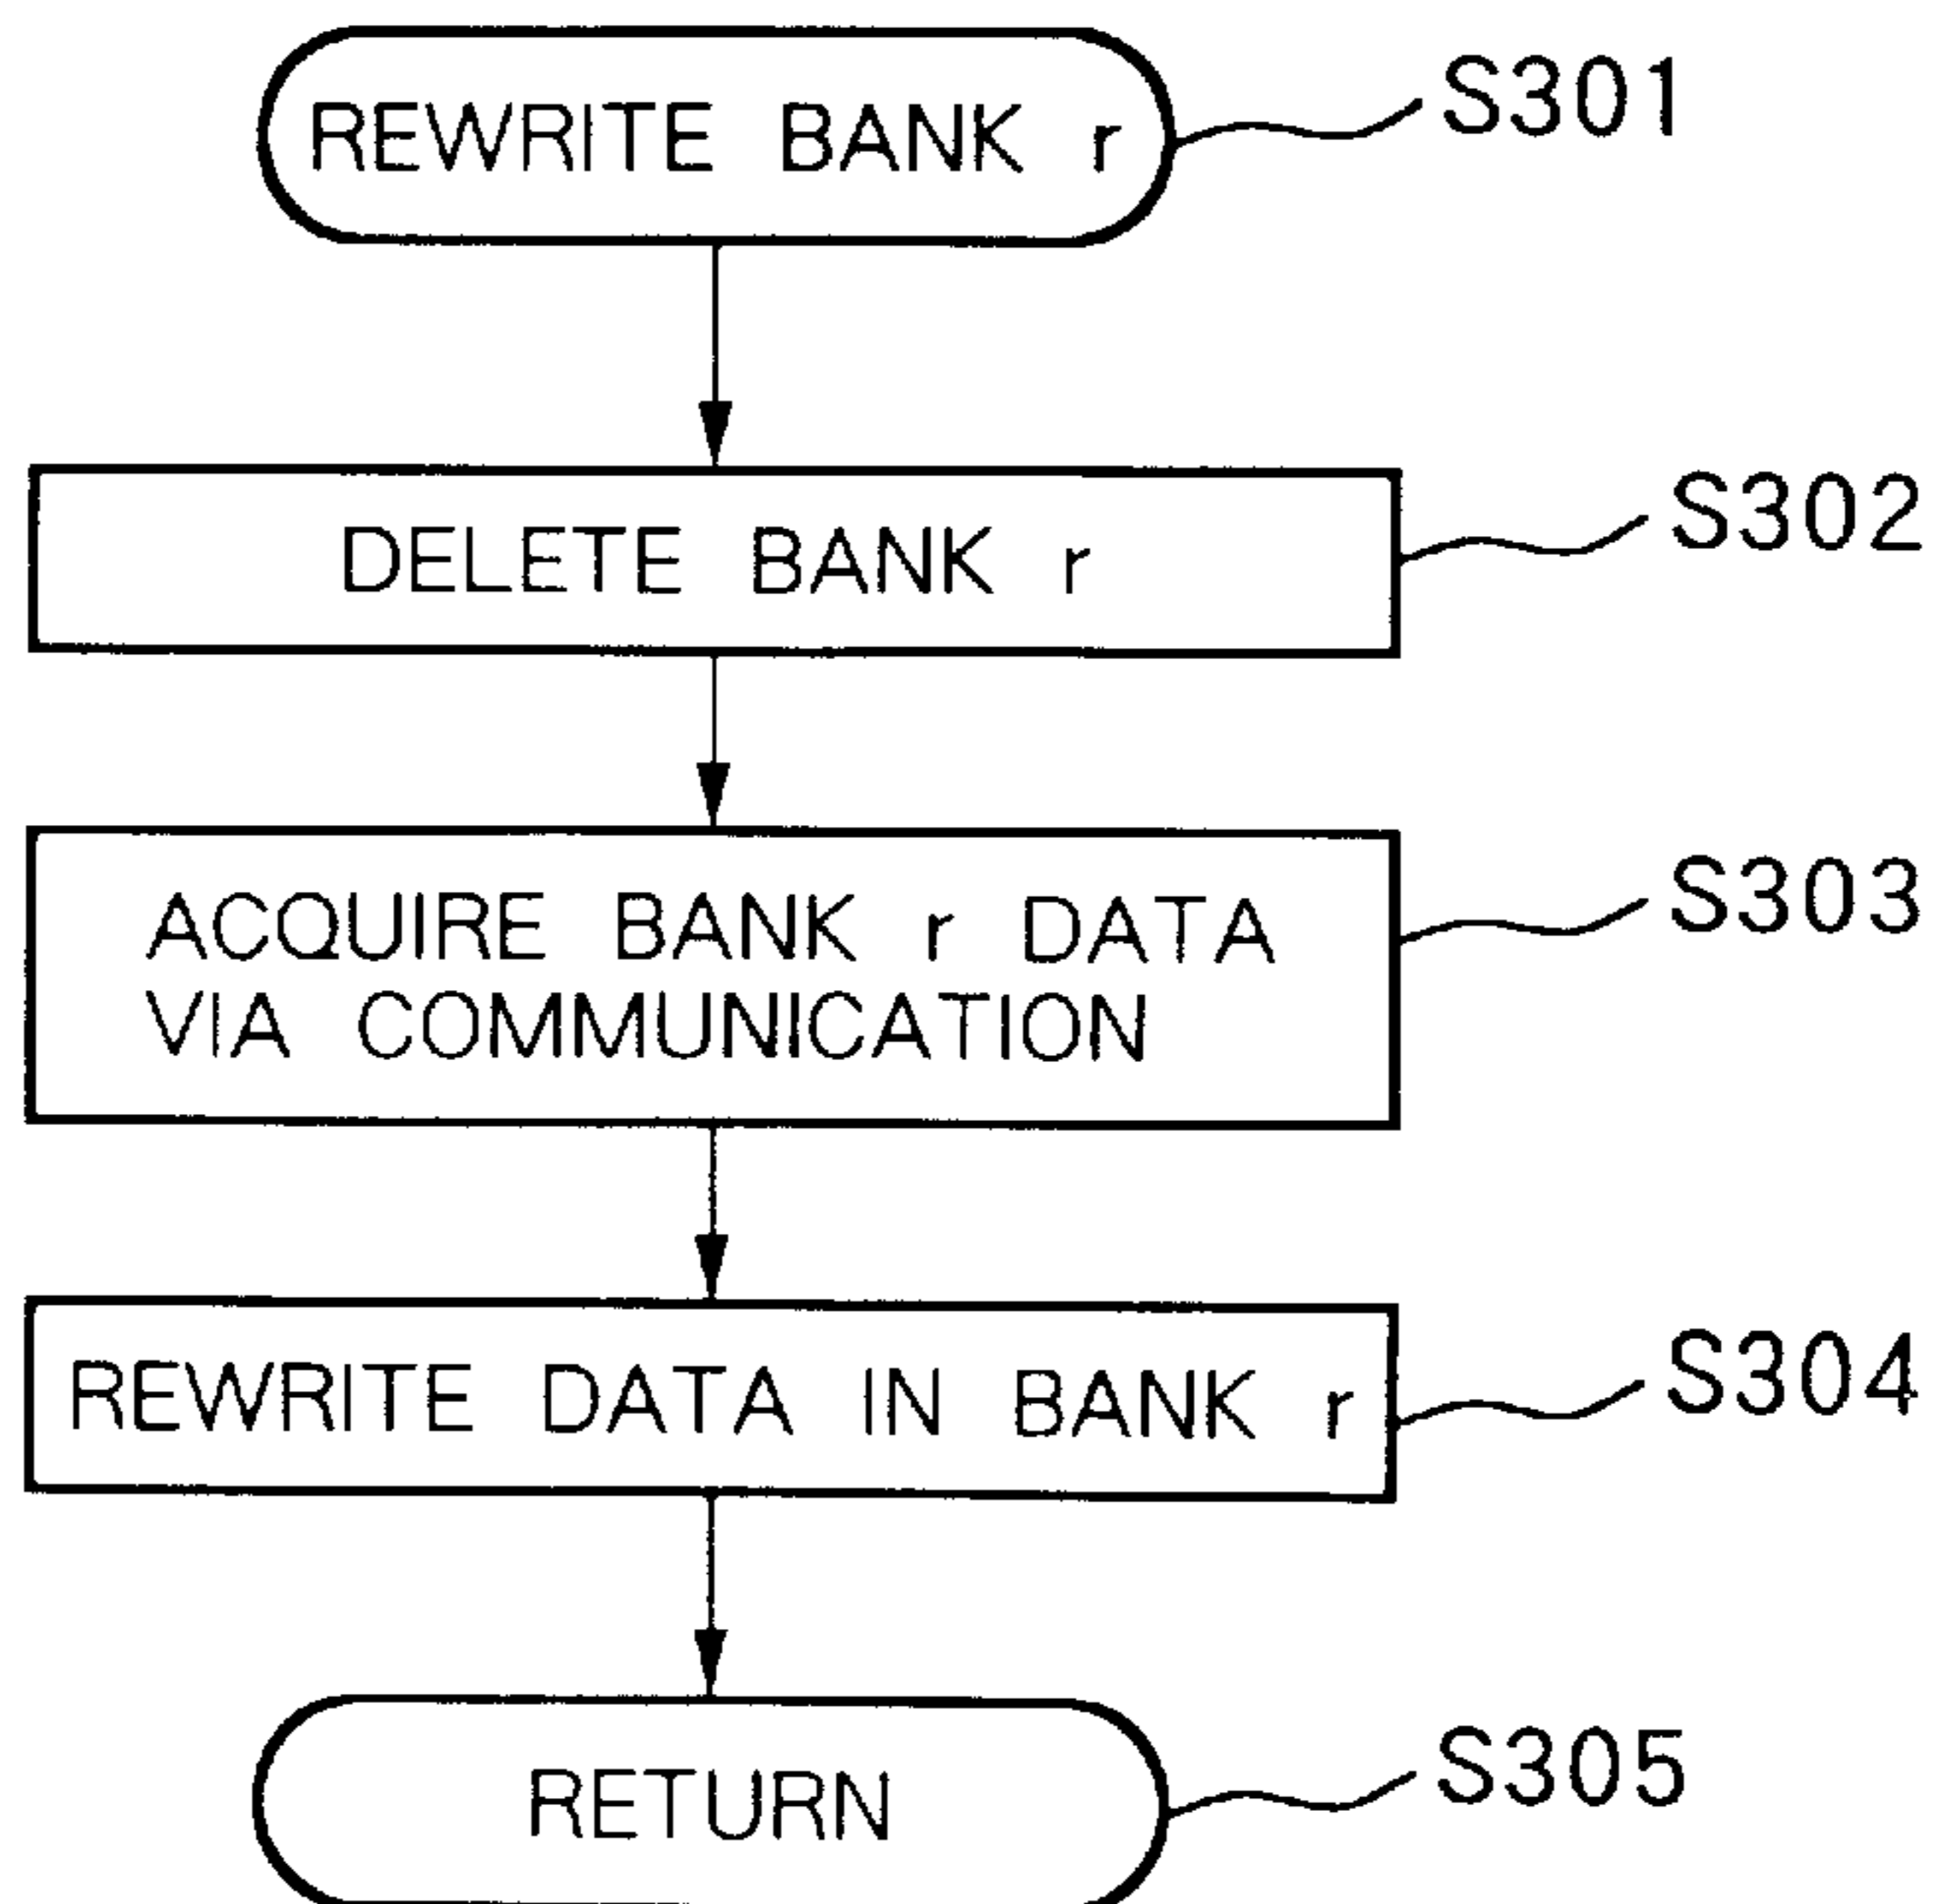 REWRITE BANK r
S301
DELETE BANK r
S302
ACQUIRE BANK r DATA
VIA COMMUNICATION
S303
REWRITE DATA IN BANK r
S304
RETURN
S305